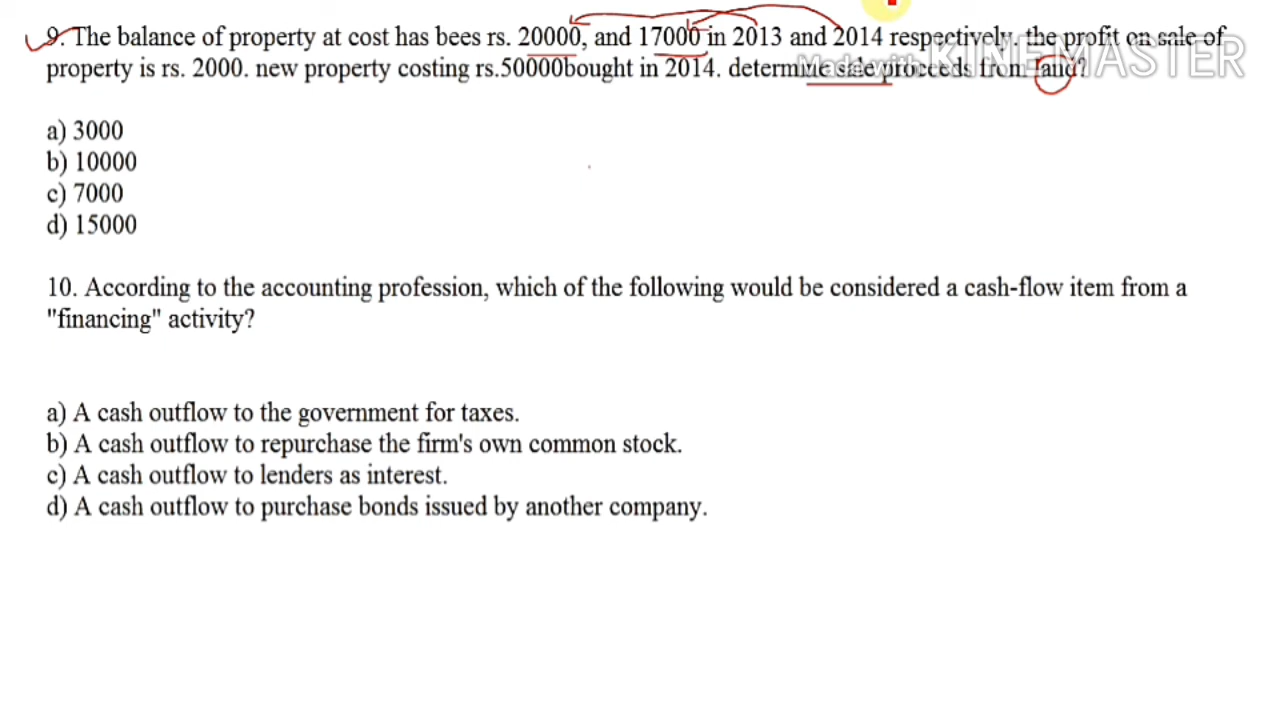 9. The balance of property at cost has bees rs. 20000, and 17000 in 2013 and 2014 respectively. the profit on sale of
property is rs. 2000. new property costing rs.50000bought in 2014. determine sale proceeds from land?
Made with KINEMASTER
a) 3000
b) 10000
c) 7000
d) 15000
10. According to the accounting profession, which of the following would be considered a cash-flow item from a
"financing" activity?
a) A cash outflow to the government for taxes.
b) A cash outflow to repurchase the firm's own common stock.
c) A cash outflow to lenders as interest.
d) A cash outflow to purchase bonds issued by another company.